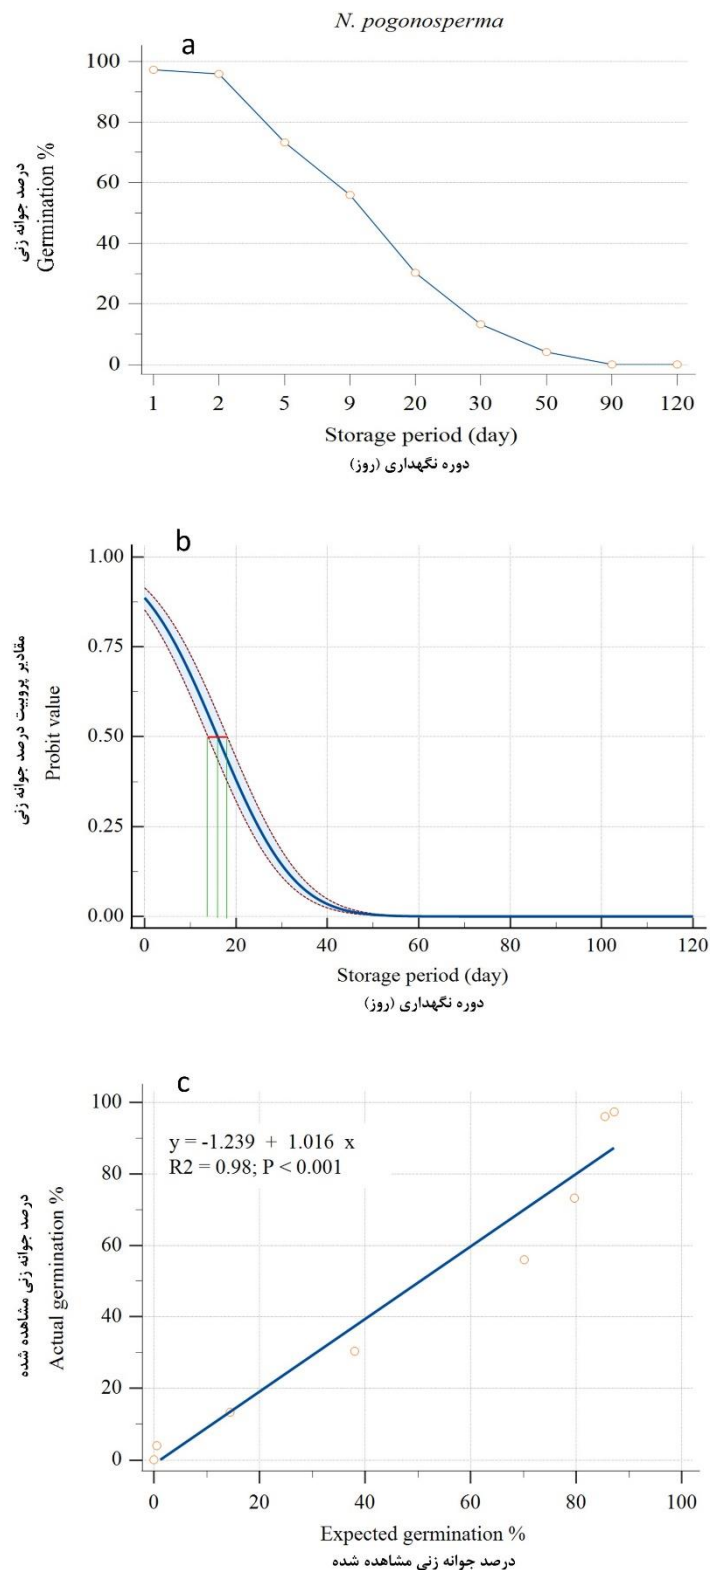 N. pogonosperma
a
درصد جوانه زنی
Germination %
100
80
60
40
20
0
1 2 5 9 20 30 50 90 120
Storage period (day)
دوره نگهداری (روز)
b
مقادیر پروبیت درصد جوانه زنی
Probit value
1.00
0.75
0.50
0.25
0.00
0 20 40 60 80 100 120
Storage period (day)
دوره نگهداری (روز)
c
y = -1.239 + 1.016 x
R2 = 0.98; P < 0.001
درصد جوانه زنی مشاهده شده
Actual germination %
100
80
60
40
20
0
0 20 40 60 80 100
Expected germination %
درصد جوانه زنی مشاهده شده